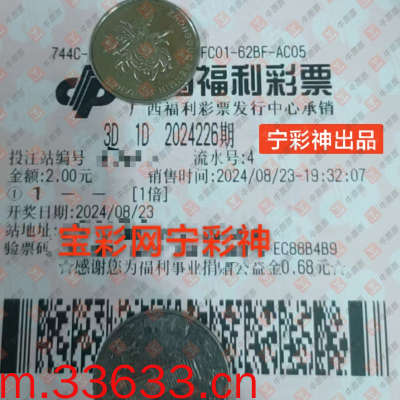 744C-
FC01-62BF-AC05
福利彩票
广西福利彩票发行中心承销
3D 1D 2024226期
宁彩神出品
投注站编号
流水号:4
金额:2.00元
销售时间:2024/08/23-19:32:07
① 1 — — [1倍]
开奖日期:2024/08/23
站地址:
宝彩网宁彩神
验票码
EC88B4B9
☆感谢您为福利事业捐赠公益金0.68元☆
m.33633.cn